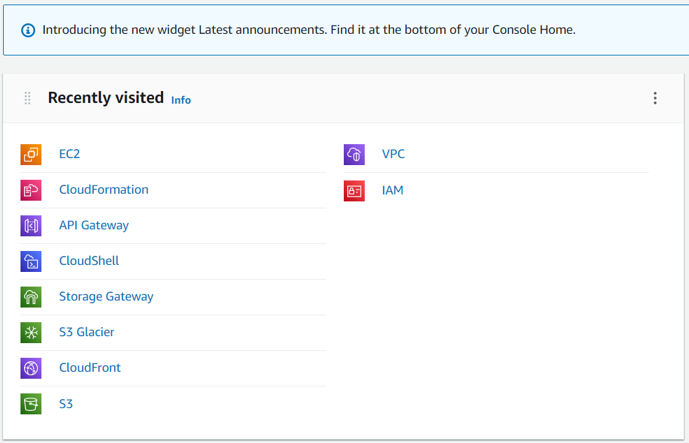 Introducing the new widget Latest announcements. Find it at the bottom of your Console Home.
Recently visited Info
EC2
CloudFormation
API Gateway
CloudShell
Storage Gateway
S3 Glacier
CloudFront
S3
VPC
IAM